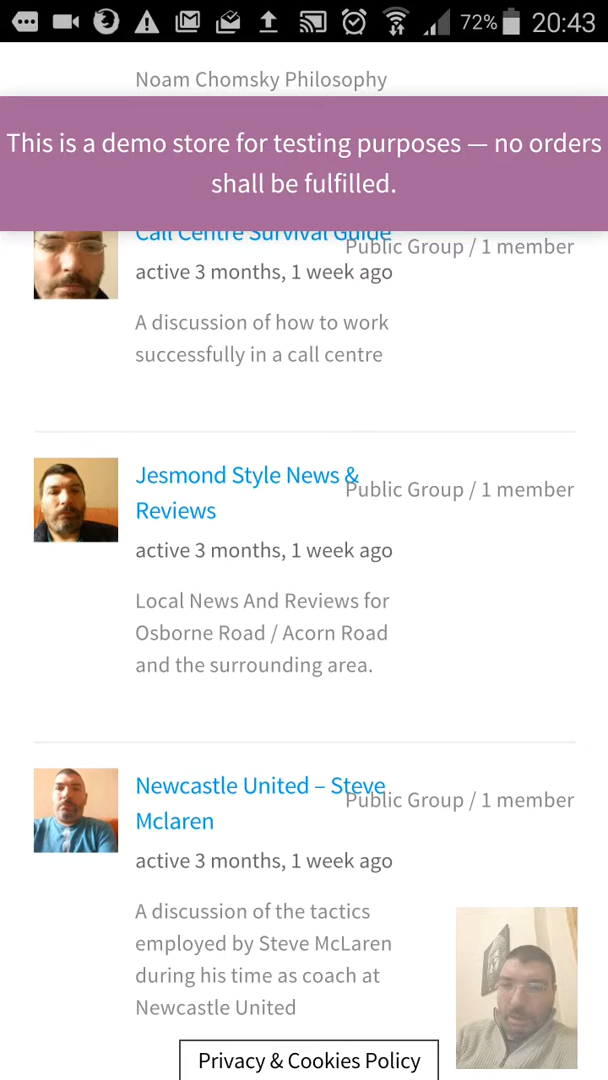 72% 20:43
Noam Chomsky Philosophy
This is a demo store for testing purposes — no orders
shall be fulfilled.
Call Centre Survival Guide
Public Group / 1 member
active 3 months, 1 week ago
A discussion of how to work
successfully in a call centre
Jesmond Style News &
Reviews
Public Group / 1 member
active 3 months, 1 week ago
Local News And Reviews for
Osborne Road / Acorn Road
and the surrounding area.
Newcastle United – Steve
Mclaren
Public Group / 1 member
active 3 months, 1 week ago
A discussion of the tactics
employed by Steve McLaren
during his time as coach at
Newcastle United
Privacy & Cookies Policy